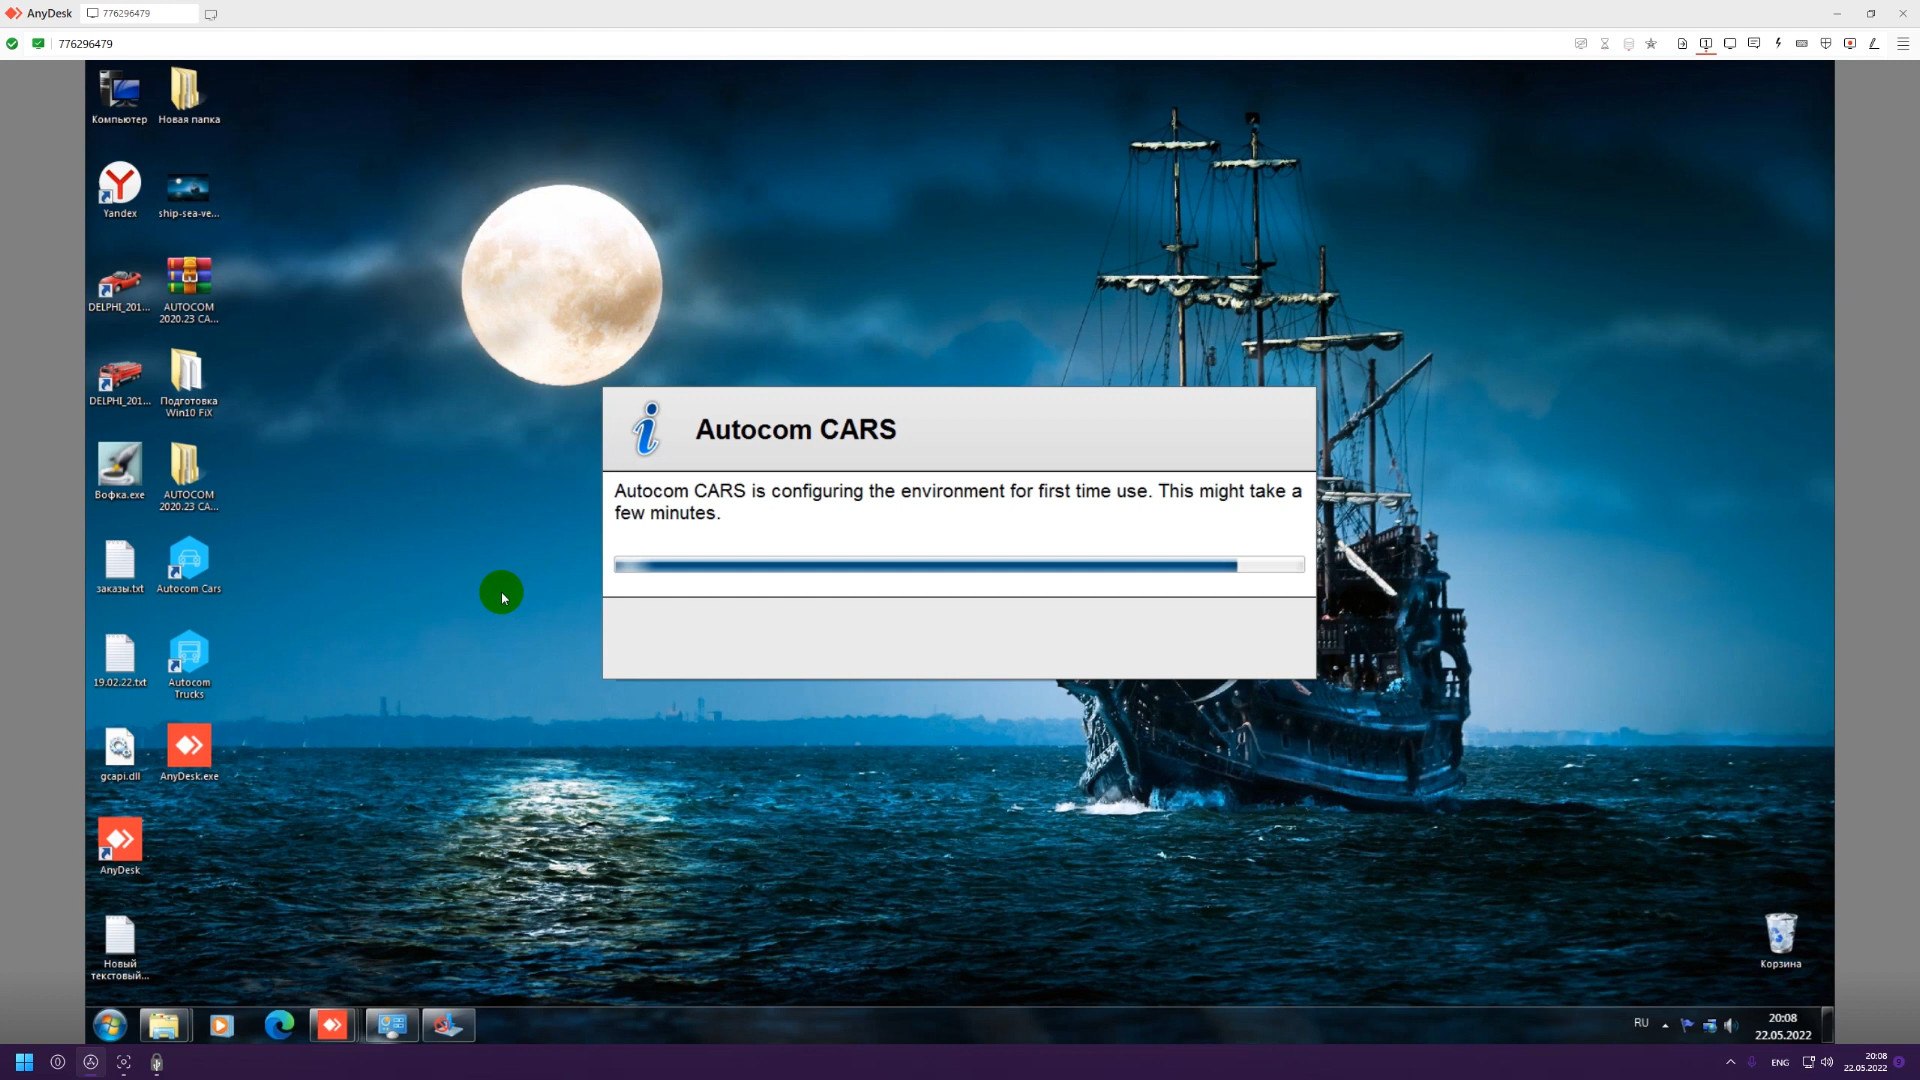 AnyDesk
776296479
776296479
Компьютер
Новая папка
Yandex
ship-sea-ve...
DELPHI_201...
AUTOCOM
2020.23 CA...
DELPHI_201...
Подготовка
Win10 FiX
Вофка.exe
AUTOCOM
2020.23 CA...
заказы.txt
Autocom Cars
19.02.22.txt
Autocom
Trucks
gcapi.dll
AnyDesk.exe
AnyDesk
Новый
текстовый...
Autocom CARS
Autocom CARS is configuring the environment for first time use. This might take a
few minutes.
Корзина
RU
20:08
22.05.2022
ENG
20:08
22.05.2022